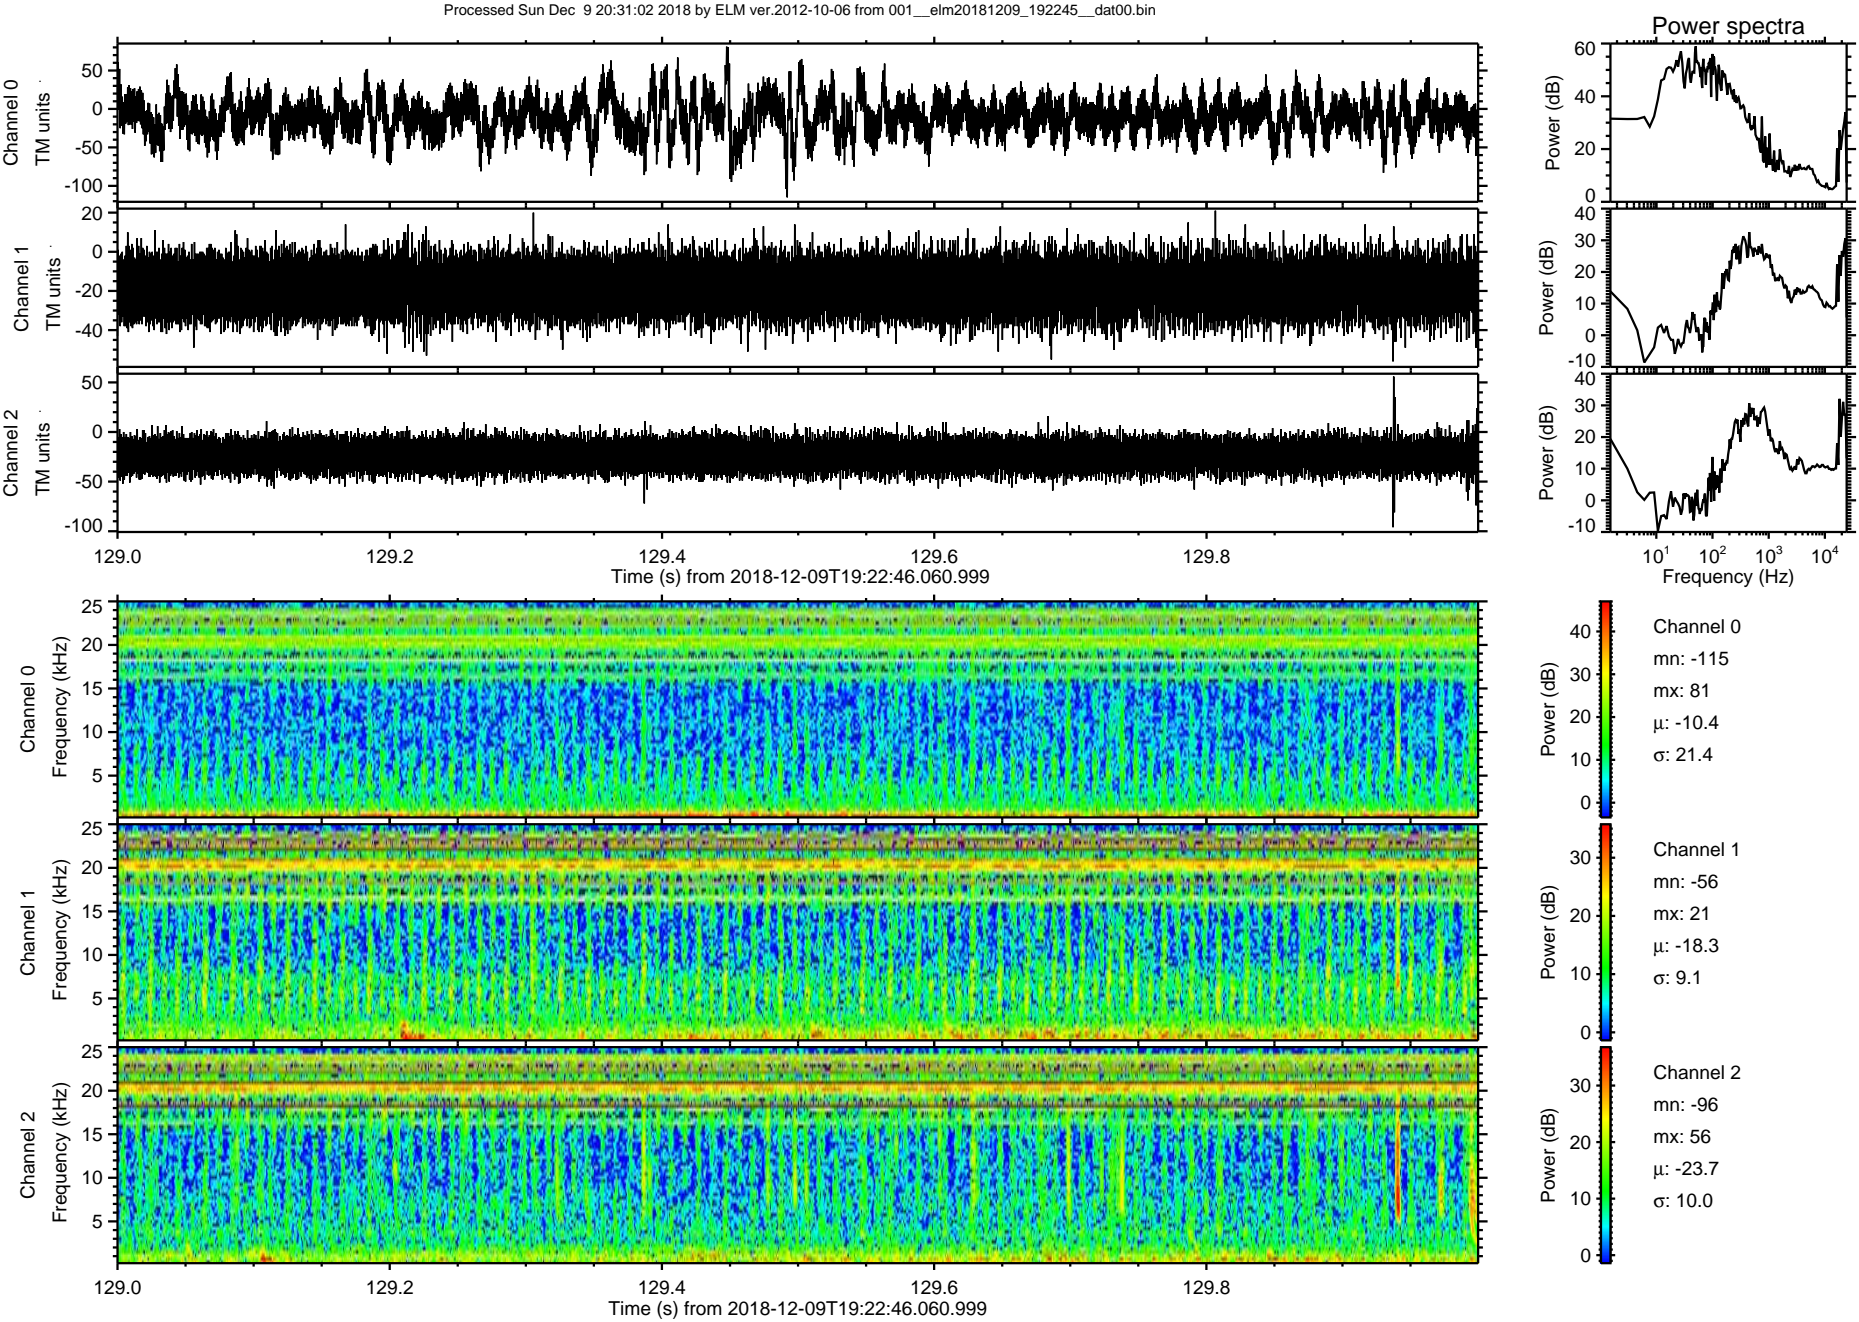 Processed Sun Dec  9 20:31:02 2018 by ELM ver.2012-10-06 from 001__elm20181209_192245__dat00.bin
Power spectra
Channel 0
TM units
50
0
-50
-100
Power (dB)
60
40
20
0
Channel 1
TM units
20
0
-20
-40
Power (dB)
40
30
20
10
0
-10
Channel 2
TM units
50
0
-50
-100
Power (dB)
40
30
20
10
0
-10
129.0 129.2 129.4 129.6 129.8
Time (s) from 2018-12-09T19:22:46.060.999
10¹ 10² 10³ 10⁴
Frequency (Hz)
Channel 0
Frequency (kHz)
25
20
15
10
5
Power (dB)
40
30
20
10
0
Channel 0
mn: -115
mx: 81
μ: -10.4
σ: 21.4
Channel 1
Frequency (kHz)
25
20
15
10
5
Power (dB)
30
20
10
0
Channel 1
mn: -56
mx: 21
μ: -18.3
σ: 9.1
Channel 2
Frequency (kHz)
25
20
15
10
5
Power (dB)
30
20
10
0
Channel 2
mn: -96
mx: 56
μ: -23.7
σ: 10.0
129.0 129.2 129.4 129.6 129.8
Time (s) from 2018-12-09T19:22:46.060.999